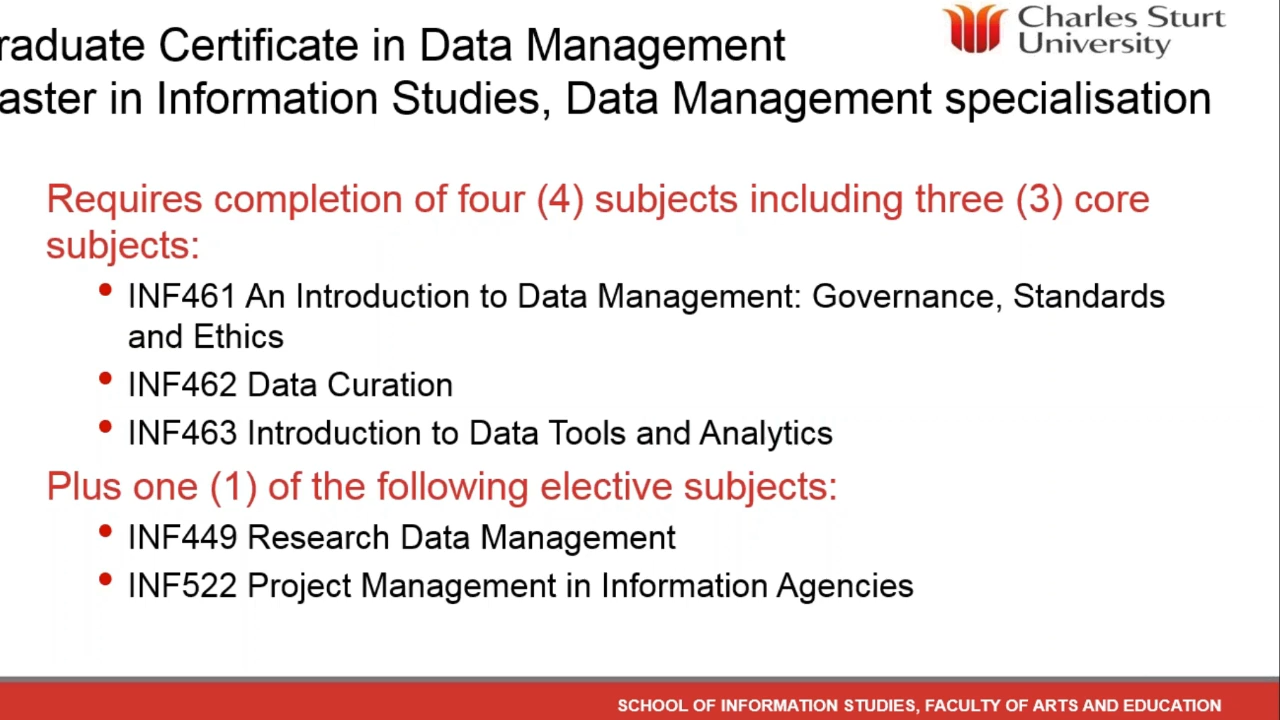 raduate Certificate in Data Management
aster in Information Studies, Data Management specialisation
Charles Sturt
University
Requires completion of four (4) subjects including three (3) core
subjects:
• INF461 An Introduction to Data Management: Governance, Standards
and Ethics
• INF462 Data Curation
• INF463 Introduction to Data Tools and Analytics
Plus one (1) of the following elective subjects:
• INF449 Research Data Management
• INF522 Project Management in Information Agencies
SCHOOL OF INFORMATION STUDIES, FACULTY OF ARTS AND EDUCATION